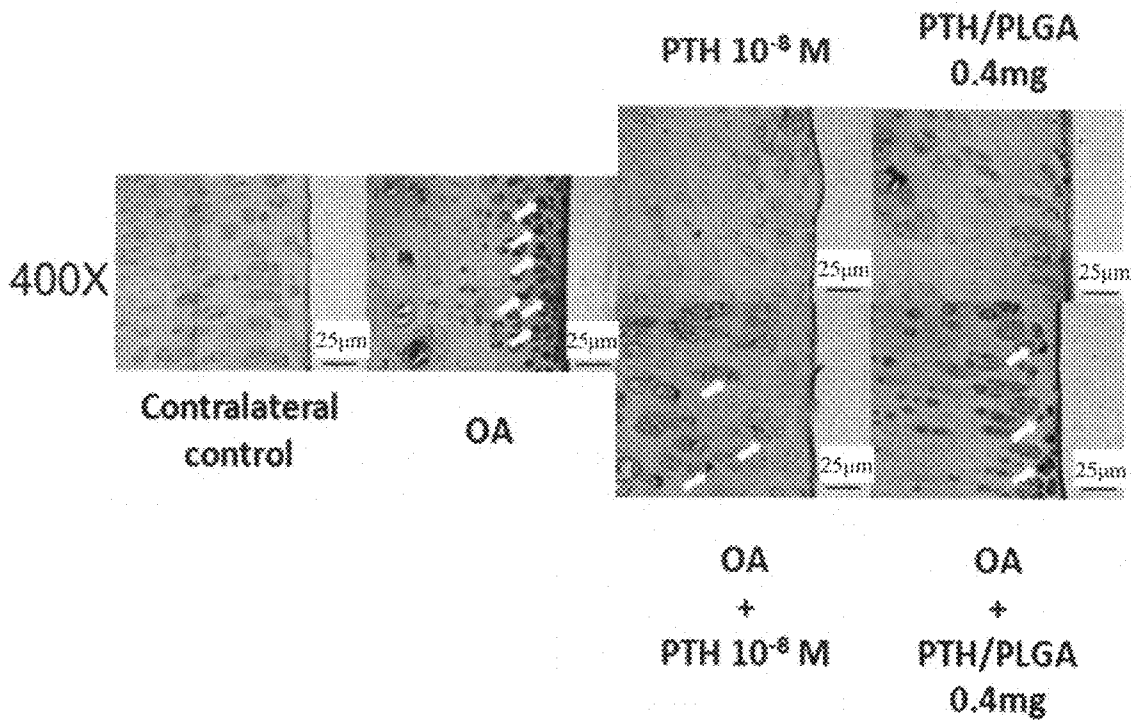 PTH 10⁻⁸ M
PTH/PLGA
0.4mg
400X
25μm
25μm
25μm
25μm
25μm
25μm
Contralateral
control
OA
OA
+
PTH 10⁻⁸ M
OA
+
PTH/PLGA
0.4mg